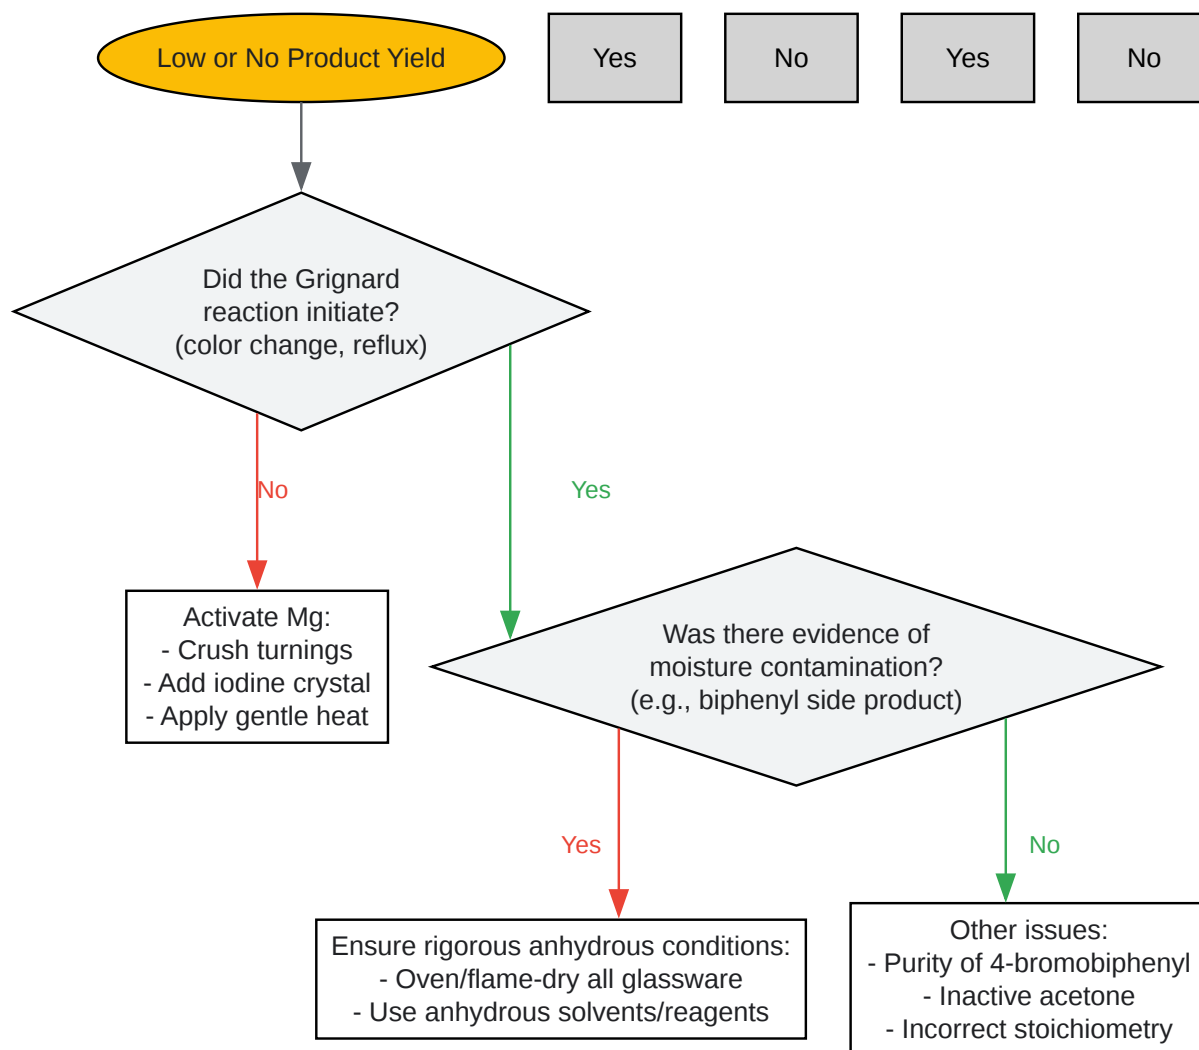 Low or No Product Yield
Yes
No
Yes
No
Did the Grignard
reaction initiate?
(color change, reflux)
No
Yes
Activate Mg:
- Crush turnings
- Add iodine crystal
- Apply gentle heat
Was there evidence of
moisture contamination?
(e.g., biphenyl side product)
Yes
No
Ensure rigorous anhydrous conditions:
- Oven/flame-dry all glassware
- Use anhydrous solvents/reagents
Other issues:
- Purity of 4-bromobiphenyl
- Inactive acetone
- Incorrect stoichiometry